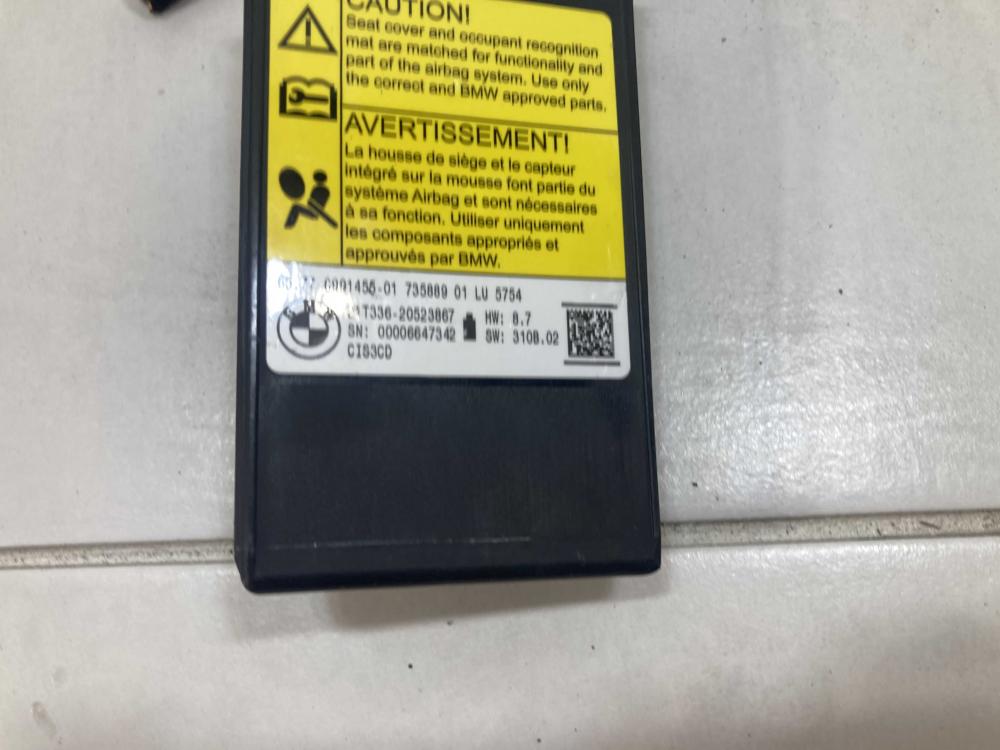 CAUTION!
Seat cover and occupant recognition
mat are matched for functionality and
part of the airbag system. Use only
the correct and BMW approved parts.
AVERTISSEMENT!
La housse de siège et le capteur
intégré sur la mousse font partie du
système Airbag et sont nécessaires
à sa fonction. Utiliser uniquement
les composants appropriés et
approuvés par BMW.
6991455-01 735889 01 LU 5754
BMW
HW: 8.7
SN: 00006647342
SW: 310B.02
CIS3CD